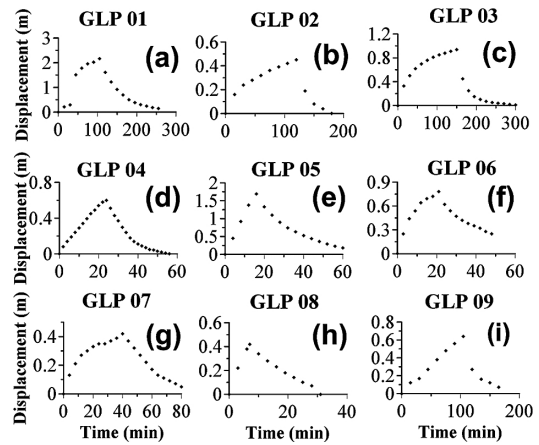 GLP 01 GLP 02 GLP 03
Displacement (m)
3 2 1 0
(a)
0 100 200 300
0.6 0.4 0.2 0
(b)
0 100 200
1 0.8 0.6 0.4 0.2 0
(c)
0 100 200 300
GLP 04 GLP 05 GLP 06
Displacement (m)
0.8 0.4 0
(d)
0 20 40 60
2 1.5 1 0.5 0
(e)
0 20 40 60
0.9 0.6 0.3 0
(f)
0 20 40 60
GLP 07 GLP 08 GLP 09
Displacement (m)
0.6 0.4 0.2 0
(g)
0 20 40 60 80
Time (min)
0.6 0.4 0.2 0
(h)
0 20 40
Time (min)
0.8 0.6 0.4 0.2 0
(i)
0 100 200
Time (min)